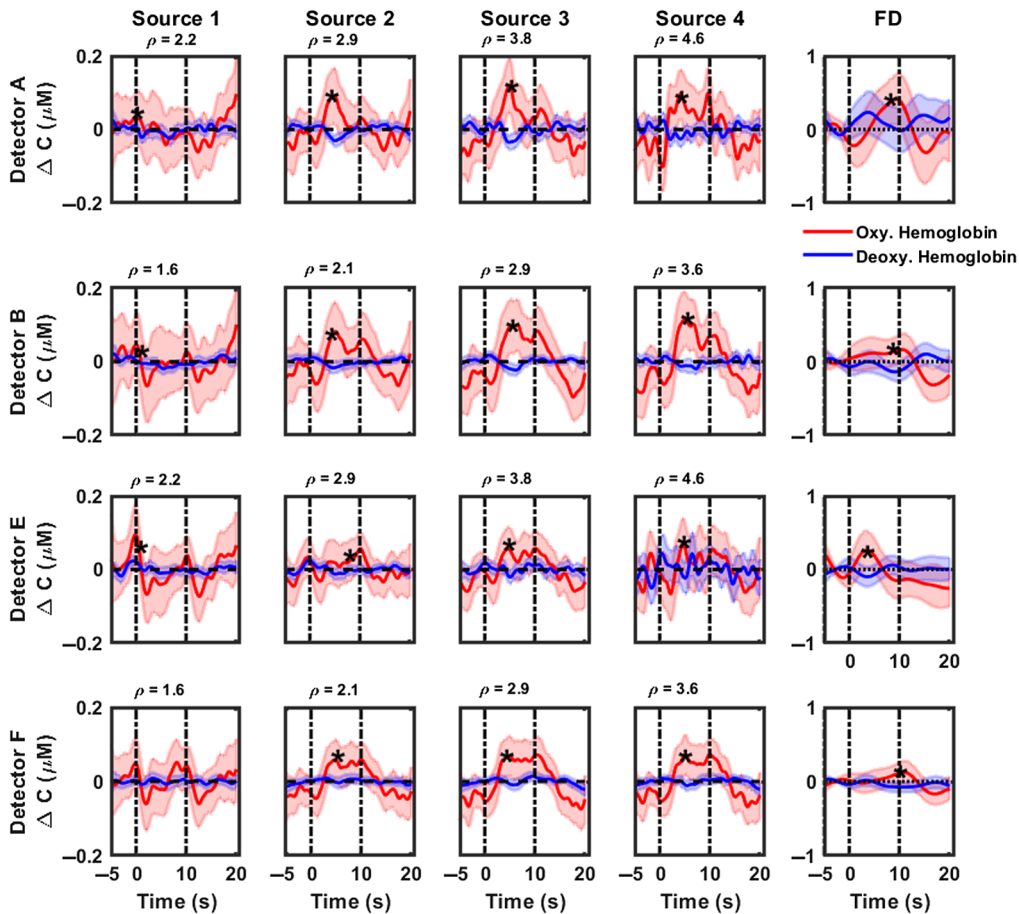 Source 1 Source 2 Source 3 Source 4 FD
ρ = 2.2 ρ = 2.9 ρ = 3.8 ρ = 4.6
Detector A
Δ C (μM)
0.2
0
−0.2
1
0
−1
Oxy. Hemoglobin
Deoxy. Hemoglobin
ρ = 1.6 ρ = 2.1 ρ = 2.9 ρ = 3.6
Detector B
Δ C (μM)
0.2
0
−0.2
1
0
−1
ρ = 2.2 ρ = 2.9 ρ = 3.8 ρ = 4.6
Detector E
Δ C (μM)
0.2
0
−0.2
1
0
−1
0 10 20
ρ = 1.6 ρ = 2.1 ρ = 2.9 ρ = 3.6
Detector F
Δ C (μM)
0.2
0
−0.2
1
0
−1
−5 0 10 20 −5 0 10 20 −5 0 10 20 −5 0 10 20 −5 0 10 20
Time (s) Time (s) Time (s) Time (s) Time (s)